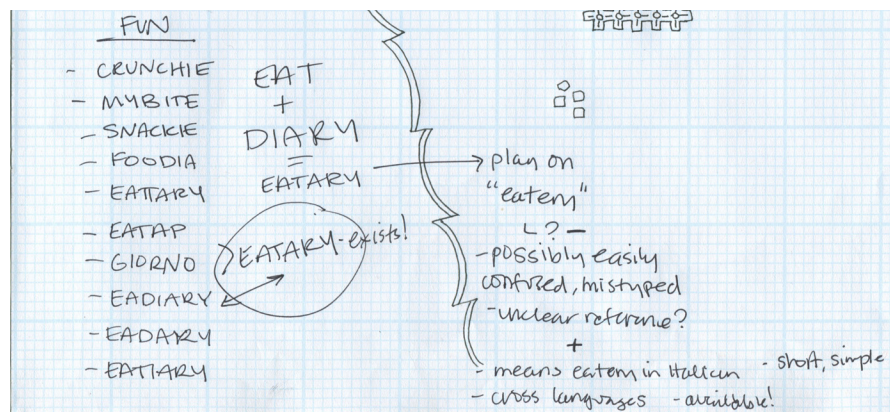 FUN
- CRUNCHIE
- MYBITE
- SNACKIE
- FOODIA
- EATTARY
- EATAP
- GIORNO
- EADIARY
- EADARY
- EATIARY
EAT
+
DIARY
=
EATARY
EATARY-exists!
plan on
"eatery"
?
-
-possibly easily
confused, mistyped
-unclear reference?
+
- means eatery in Italian - short, simple
- cross languages - available!